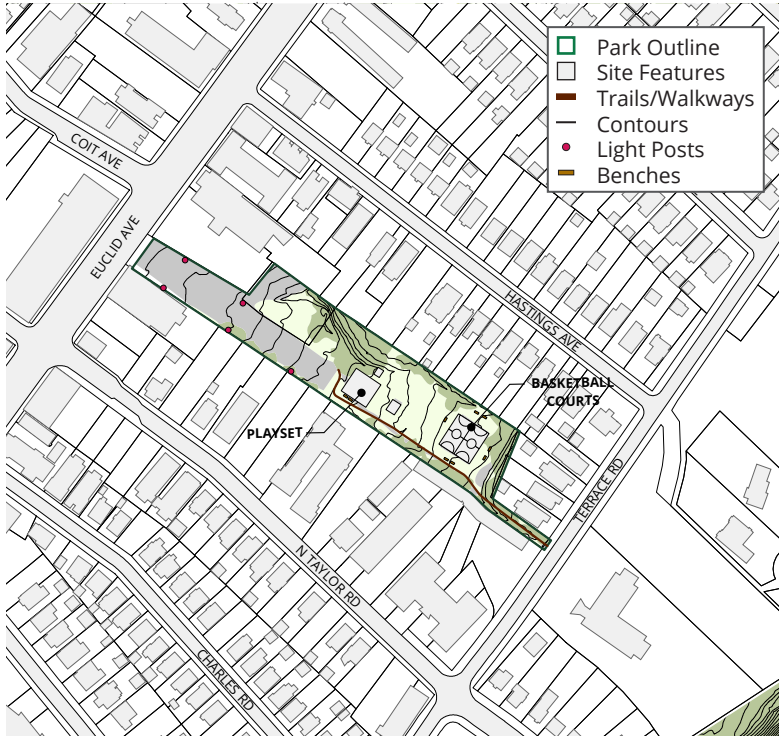 Park Outline
Site Features
Trails/Walkways
Contours
Light Posts
Benches
COIT AVE
EUCLID AVE
HASTINGS AVE
BASKETBALL
COURTS
PLAYSET
TERRACE RD
N TAYLOR RD
CHARLES RD